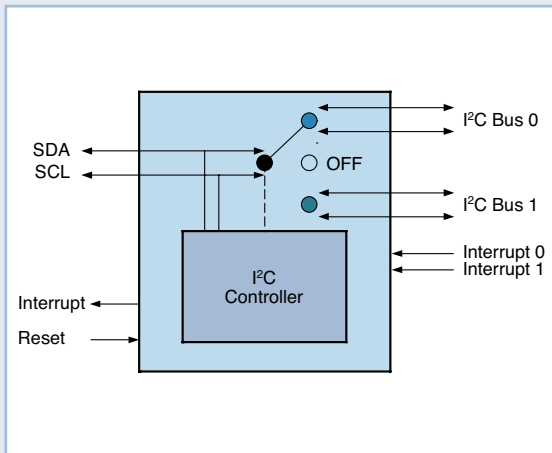 I²C Bus 0
SDA
OFF
SCL
I²C Bus 1
Interrupt 0
Interrupt 1
I²C
Controller
Interrupt
Reset